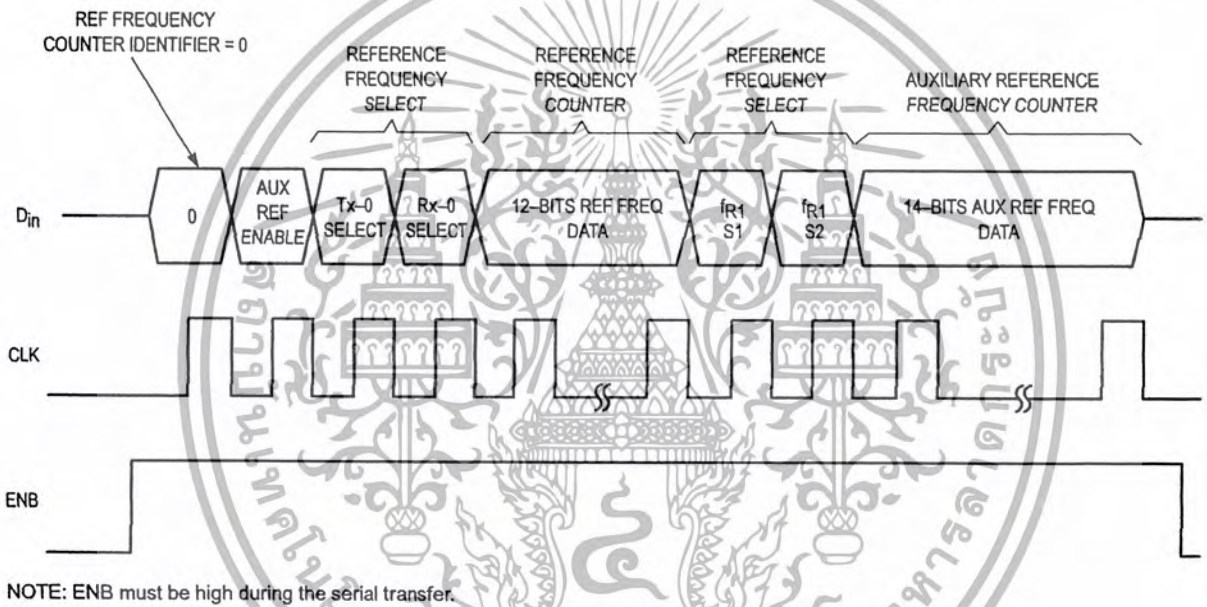 REF FREQUENCY
COUNTER IDENTIFIER = 0
REFERENCE
FREQUENCY
SELECT
REFERENCE
FREQUENCY
COUNTER
REFERENCE
FREQUENCY
SELECT
AUXILIARY REFERENCE
FREQUENCY COUNTER
Din
0
AUX
REF
ENABLE
Tx–0
SELECT
Rx–0
SELECT
12–BITS REF FREQ
DATA
fR1
S1
fR1
S2
14–BITS AUX REF FREQ
DATA
CLK
ENB
NOTE: ENB must be high during the serial transfer.